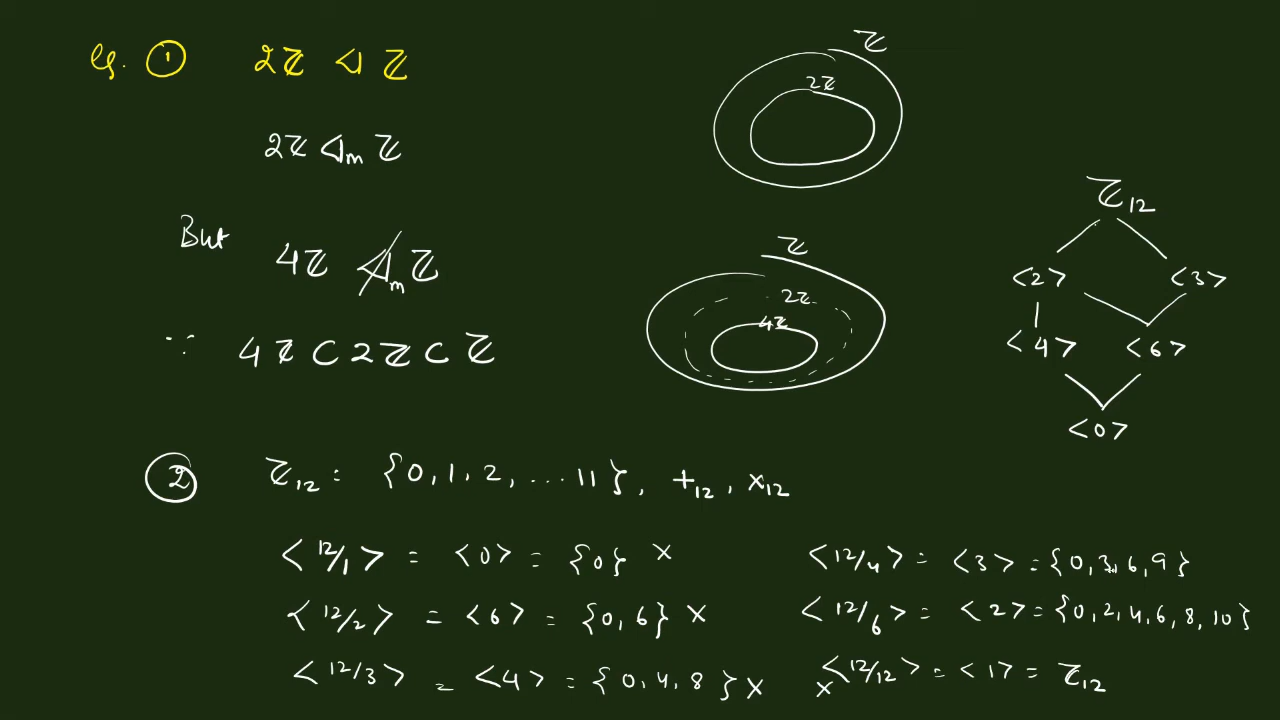 Eg. ① 2ℤ ◁ ℤ
2ℤ ◁m ℤ
But 4ℤ ⋪m ℤ
∵ 4ℤ ⊂ 2ℤ ⊂ ℤ
ℤ
2ℤ
ℤ
2ℤ
4ℤ
ℤ12
<2> <3>
<4> <6>
<0>
② ℤ12 : {0, 1, 2, ... 11}, +12, ×12
<12/1> = <0> = {0} ×
<12/2> = <6> = {0, 6} ×
<12/3> = <4> = {0, 4, 8} ×
<12/4> = <3> = {0, 3, 6, 9}
<12/6> = <2> = {0, 2, 4, 6, 8, 10}
× <12/12> = <1> = ℤ12